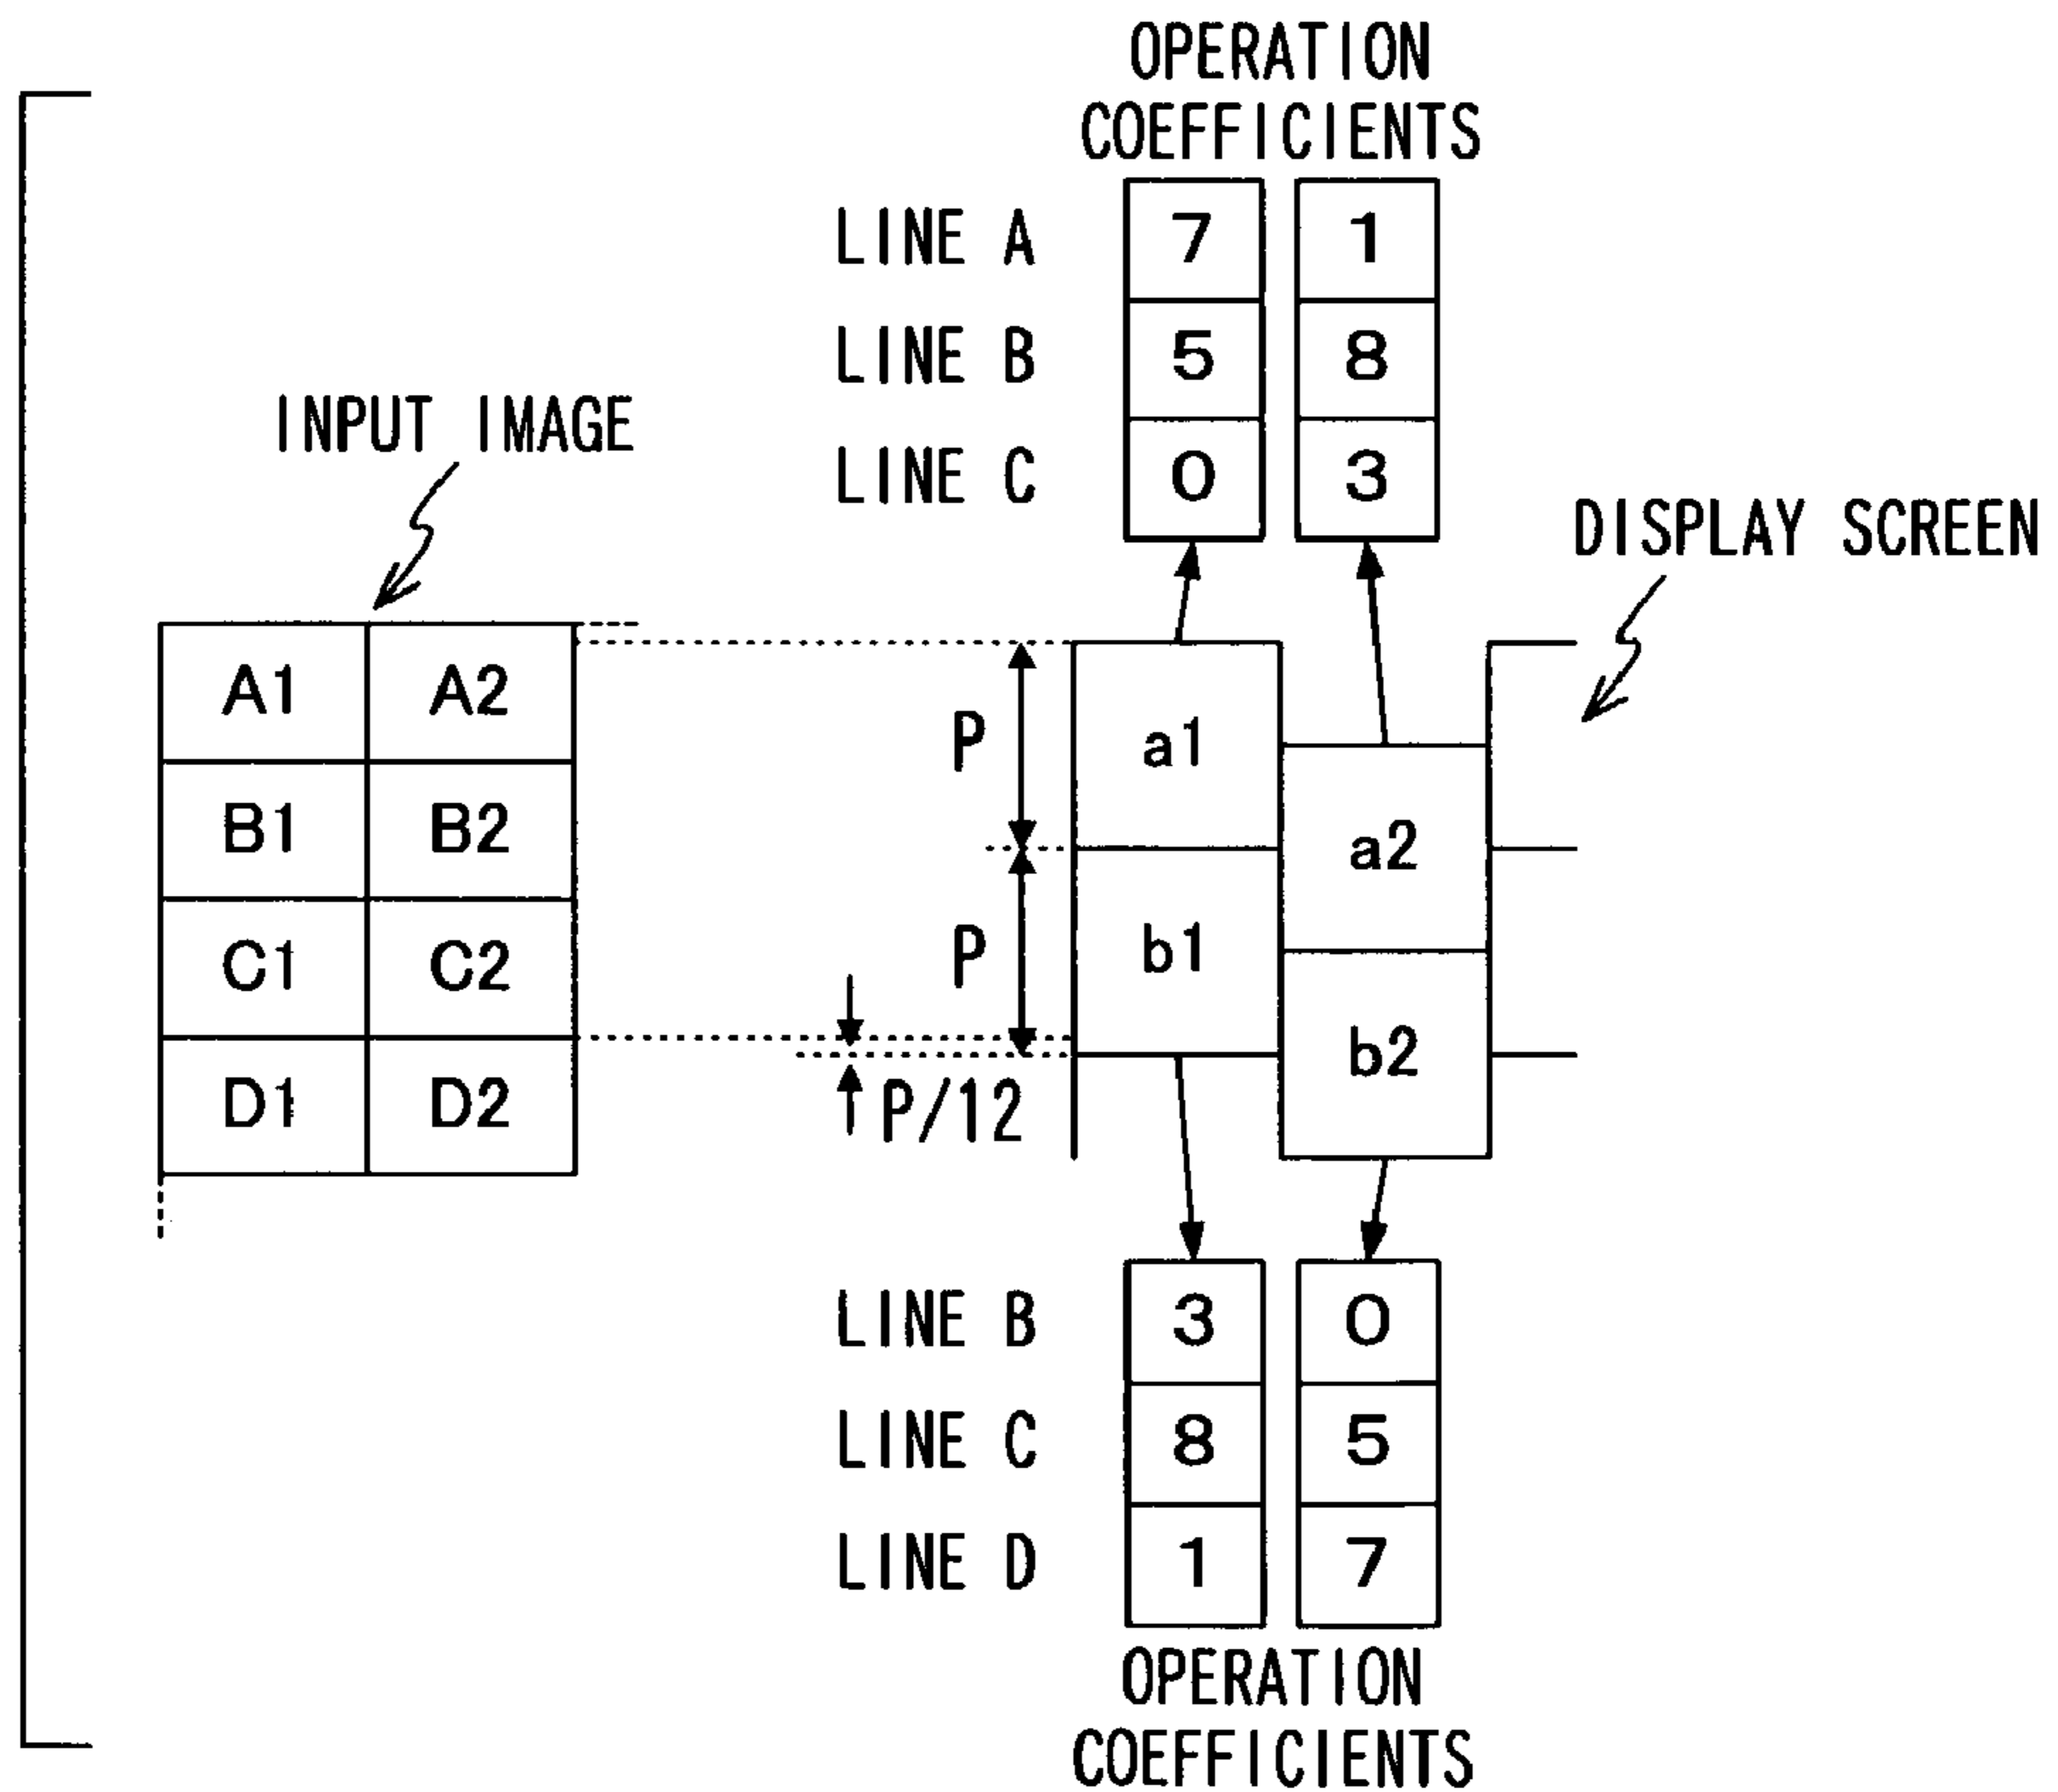 OPERATION
COEFFICIENTS
LINE A 7 1
LINE B 5 8
LINE C 0 3
INPUT IMAGE
DISPLAY SCREEN
A1 A2
B1 B2
C1 C2
D1 D2
P
P
P/12
a1
a2
b1
b2
LINE B 3 0
LINE C 8 5
LINE D 1 7
OPERATION
COEFFICIENTS